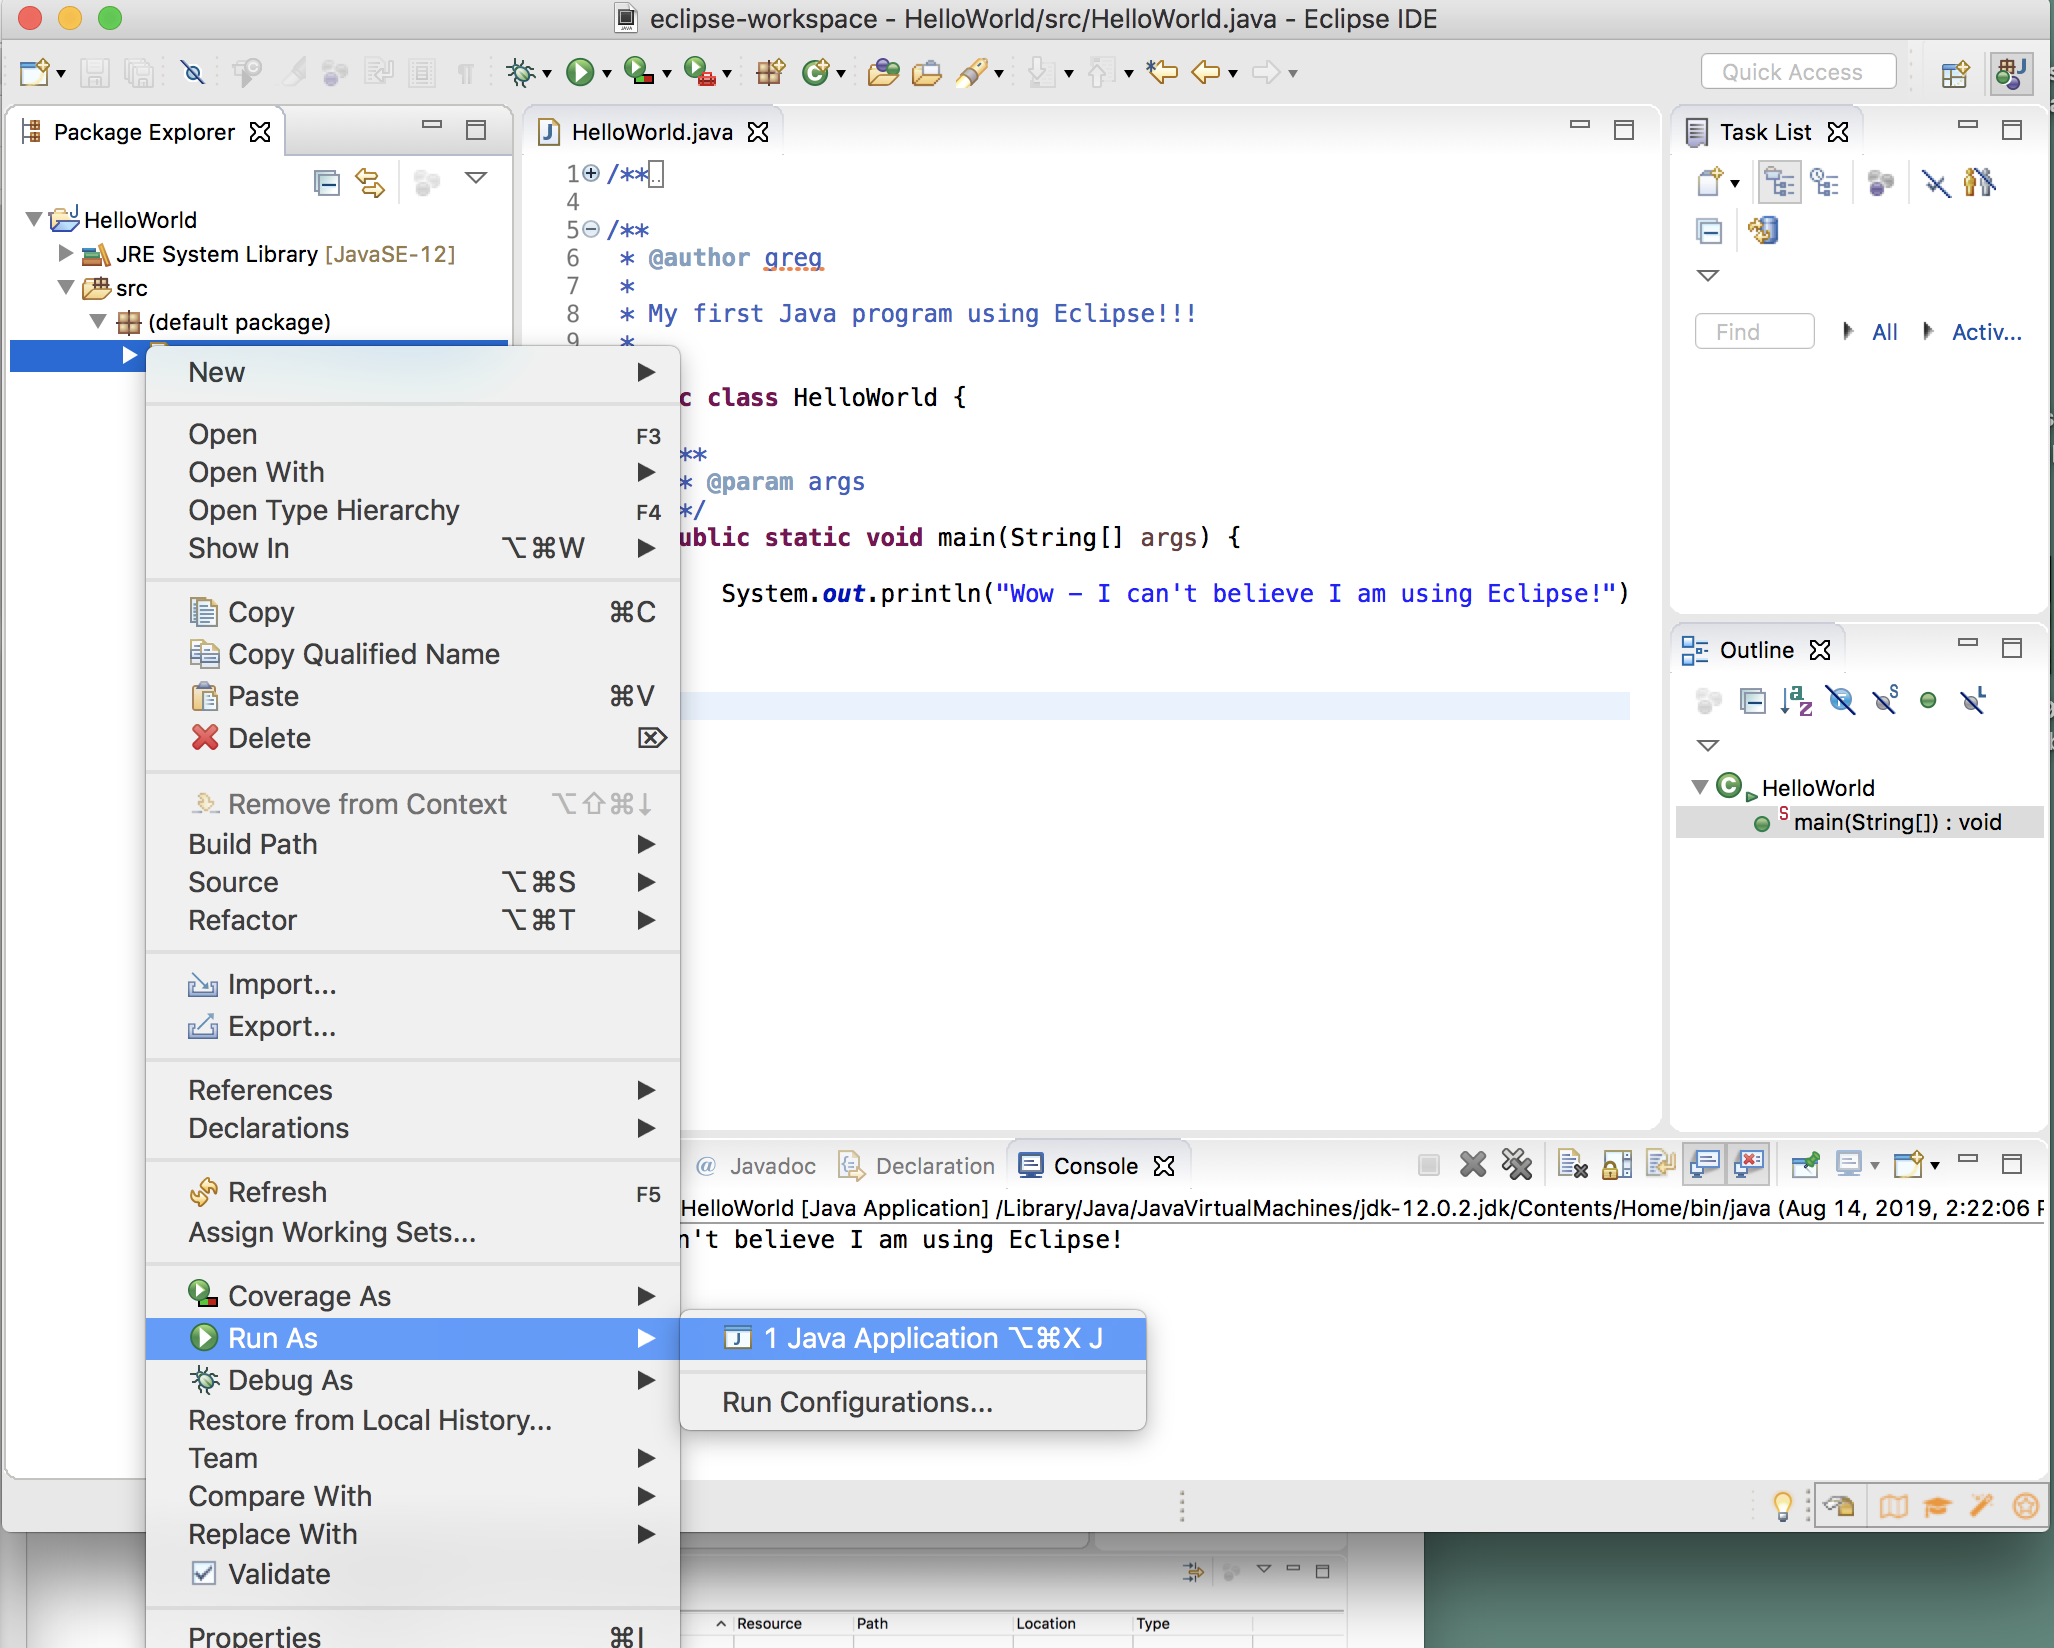 eclipse-workspace - HelloWorld/src/HelloWorld.java - Eclipse IDE
Quick Access
Package Explorer
HelloWorld
JRE System Library [JavaSE-12]
src
(default package)
HelloWorld.java
1 /**
4
5 /**
6 * @author greg
7 *
8 * My first Java program using Eclipse!!!
9 *
c class HelloWorld {
**
* @param args
*/
ublic static void main(String[] args) {
System.out.println("Wow - I can't believe I am using Eclipse!")
New
Open F3
Open With
Open Type Hierarchy F4
Show In ⌥⌘W
Copy ⌘C
Copy Qualified Name
Paste ⌘V
Delete ⌦
Remove from Context ⌥⇧⌘↓
Build Path
Source ⌥⌘S
Refactor ⌥⌘T
Import...
Export...
References
Declarations
Refresh F5
Assign Working Sets...
Coverage As
Run As
Debug As
Restore from Local History...
Team
Compare With
Replace With
Validate
Properties ⌘I
1 Java Application ⌥⌘X J
Run Configurations...
Task List
Find
All
Activ...
Outline
HelloWorld
main(String[]) : void
@ Javadoc
Declaration
Console
HelloWorld [Java Application] /Library/Java/JavaVirtualMachines/jdk-12.0.2.jdk/Contents/Home/bin/java (Aug 14, 2019, 2:22:06 P
n't believe I am using Eclipse!
Resource Path Location Type